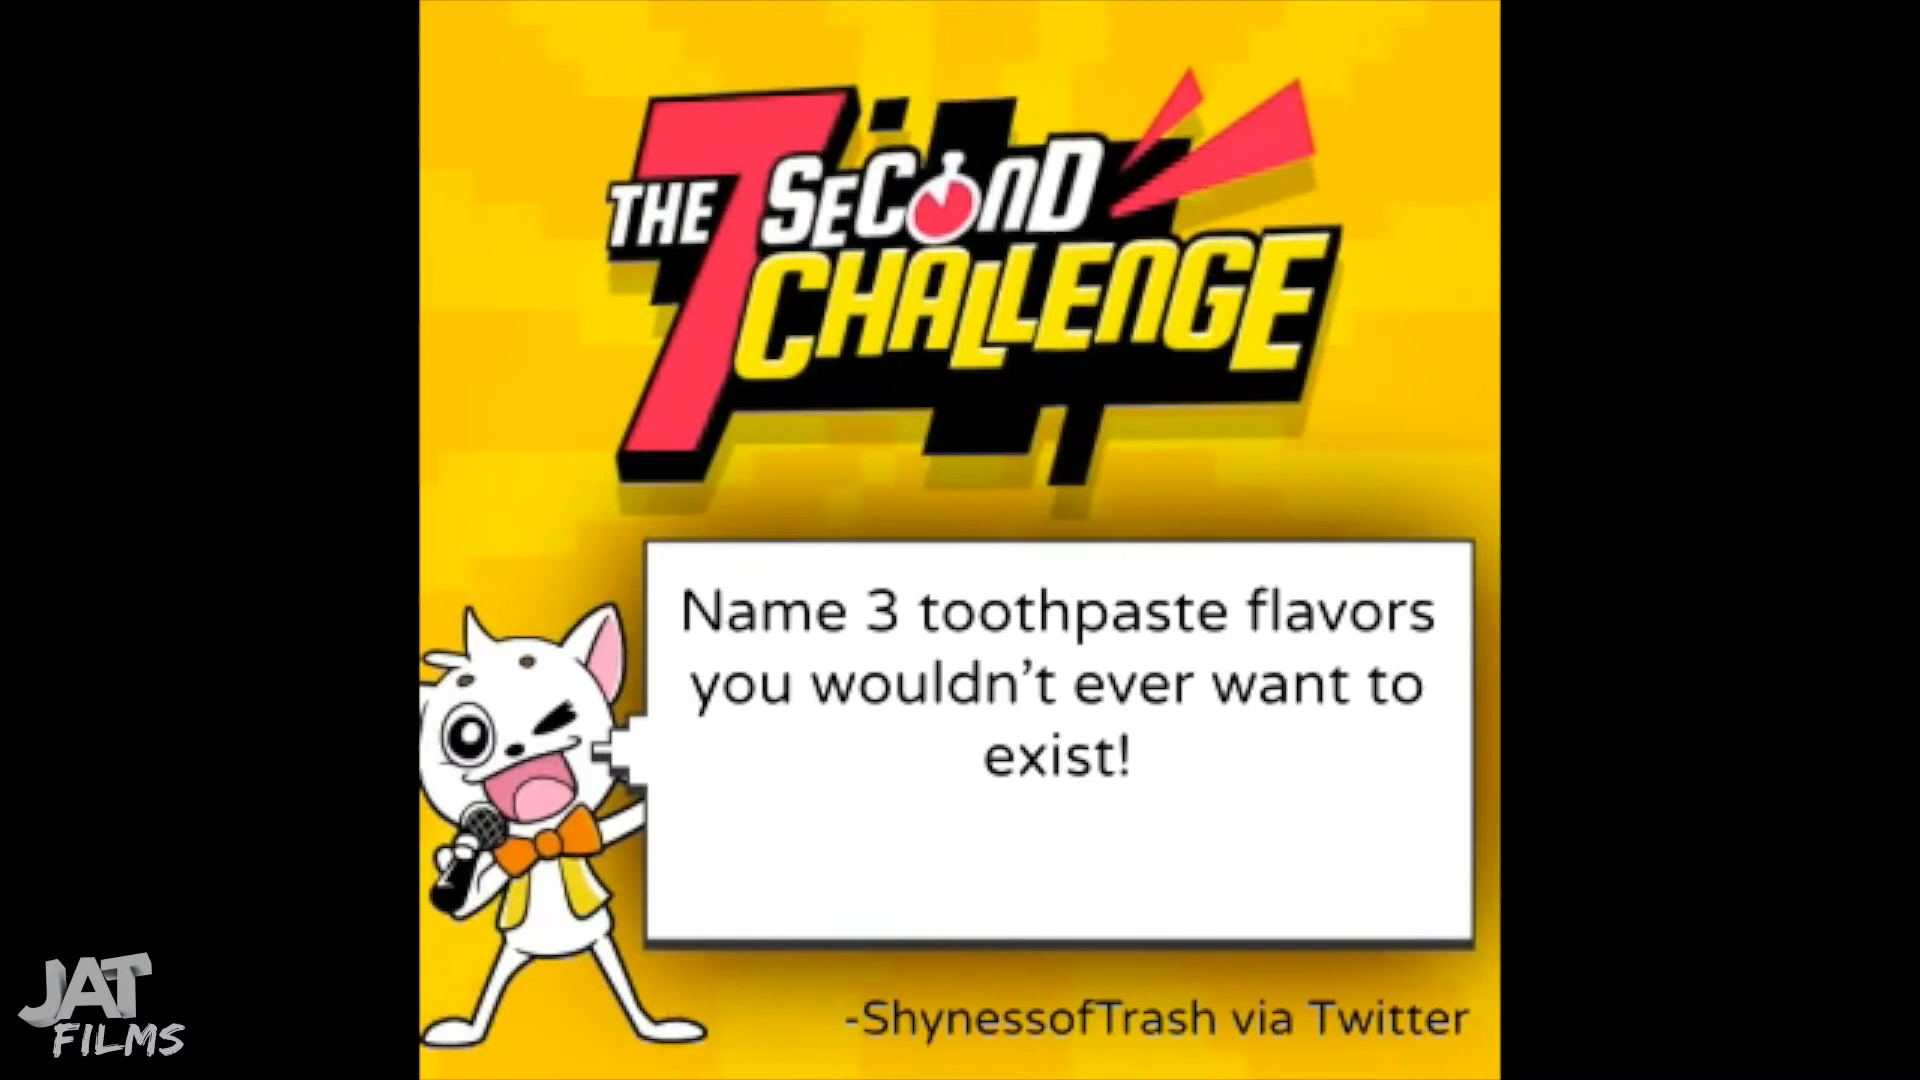 THE 7 SECOND
CHALLENGE
Name 3 toothpaste flavors
you wouldn't ever want to
exist!
-ShynessofTrash via Twitter
JAT
FILMS